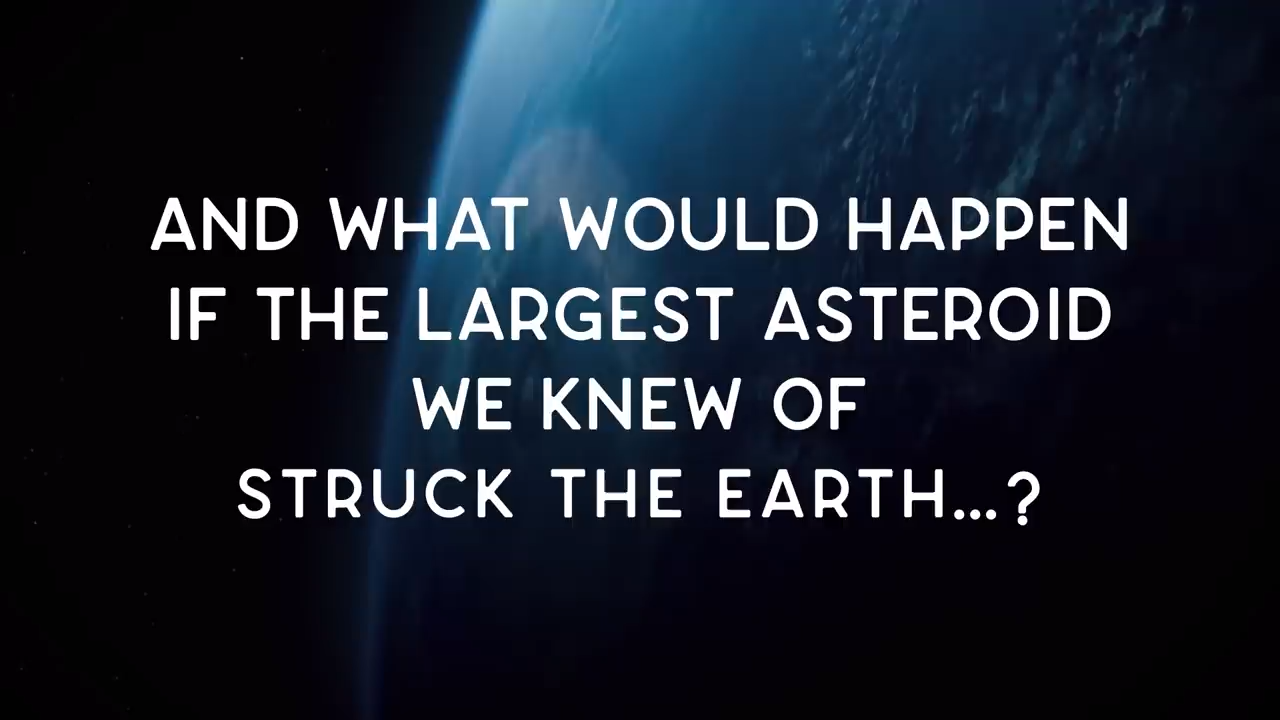 AND WHAT WOULD HAPPEN
IF THE LARGEST ASTEROID
WE KNEW OF
STRUCK THE EARTH...?